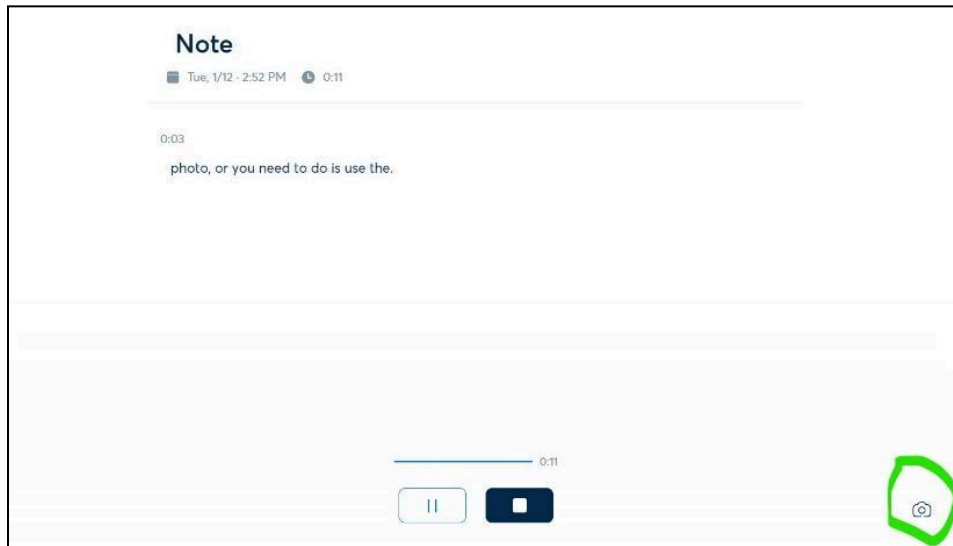 Note
Tue, 1/12 · 2:52 PM 0:11
0:03
photo, or you need to do is use the.
0:11